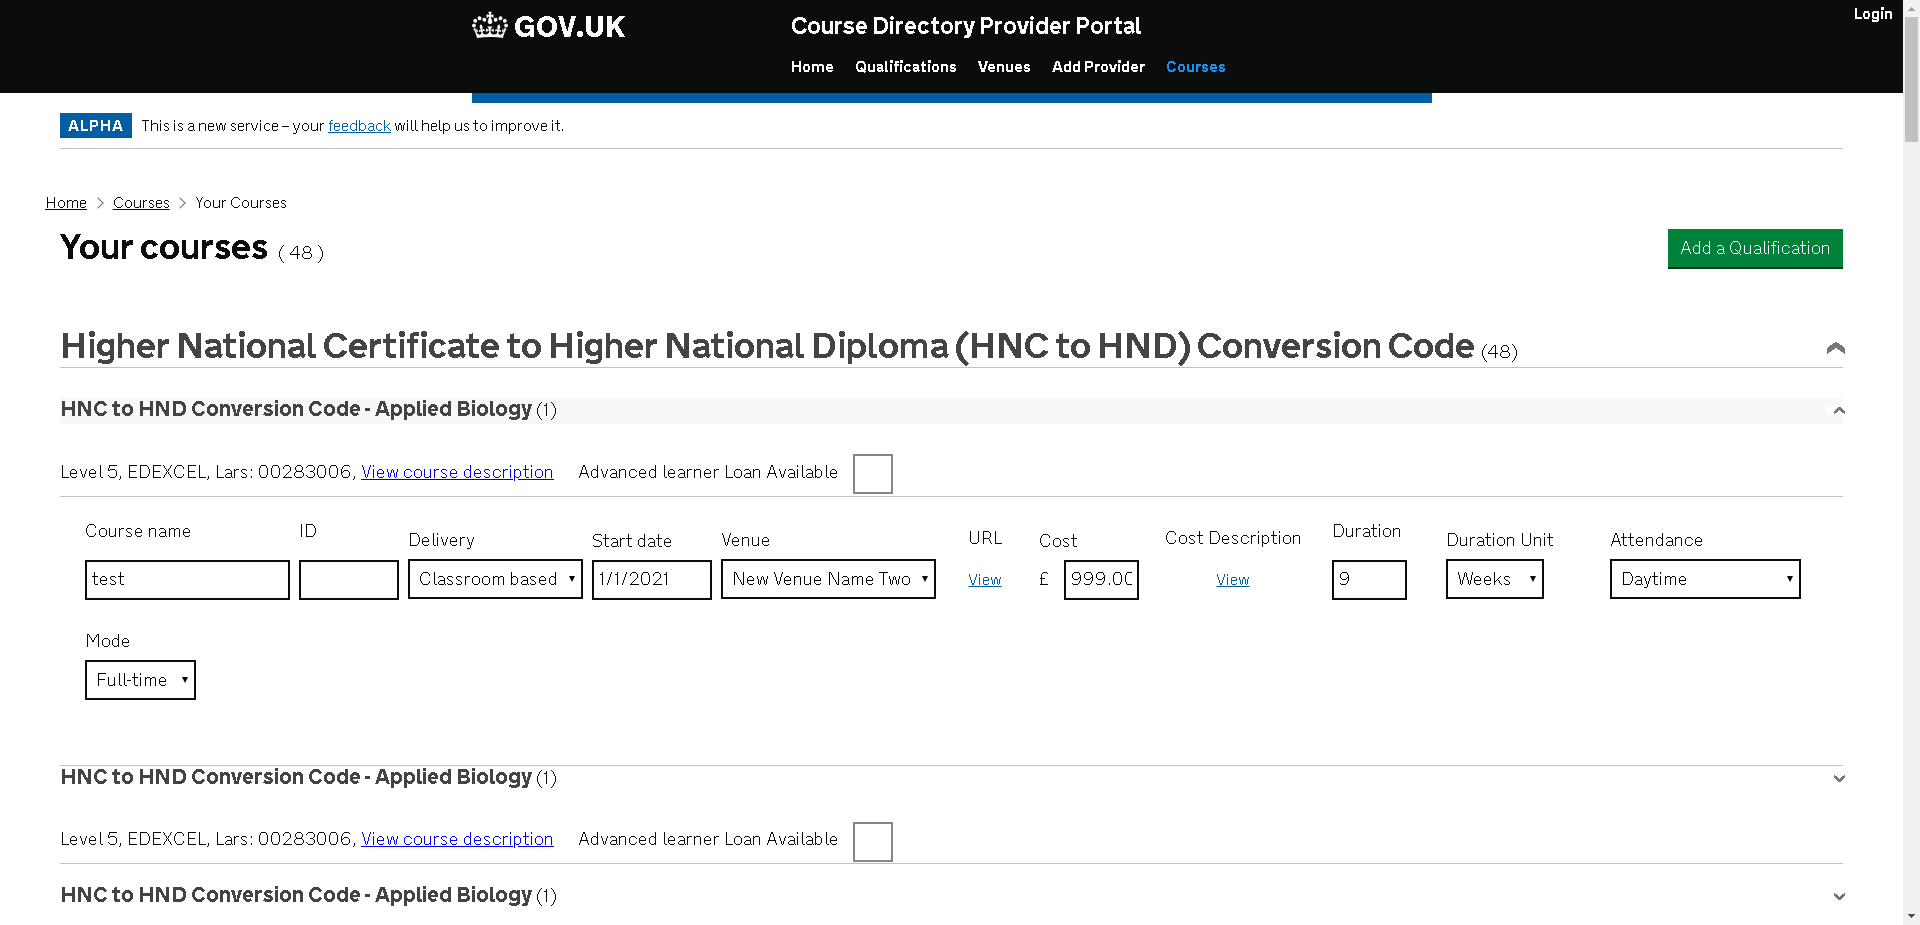 GOV.UK
Course Directory Provider Portal
Login
Home Qualifications Venues Add Provider Courses
ALPHA This is a new service – your feedback will help us to improve it.
Home > Courses > Your Courses
Your courses ( 48 )
Add a Qualification
Higher National Certificate to Higher National Diploma (HNC to HND) Conversion Code (48)
HNC to HND Conversion Code - Applied Biology (1)
Level 5, EDEXCEL, Lars: 00283006, View course description Advanced learner Loan Available
Course name ID Delivery Start date Venue URL Cost Cost Description Duration Duration Unit Attendance
test Classroom based 1/1/2021 New Venue Name Two View £ 999.00 View 9 Weeks Daytime
Mode
Full-time
HNC to HND Conversion Code - Applied Biology (1)
Level 5, EDEXCEL, Lars: 00283006, View course description Advanced learner Loan Available
HNC to HND Conversion Code - Applied Biology (1)